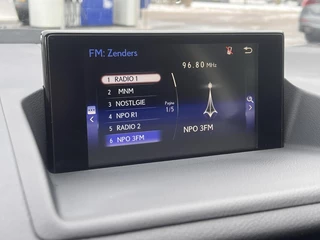 FM: Zenders
96.80 MHz
1 RADIO 1
2 MNM
3 NOSTLGIE
4 NPO R1
5 RADIO 2
6 NPO 3FM
Pagina
1/5
NPO 3FM